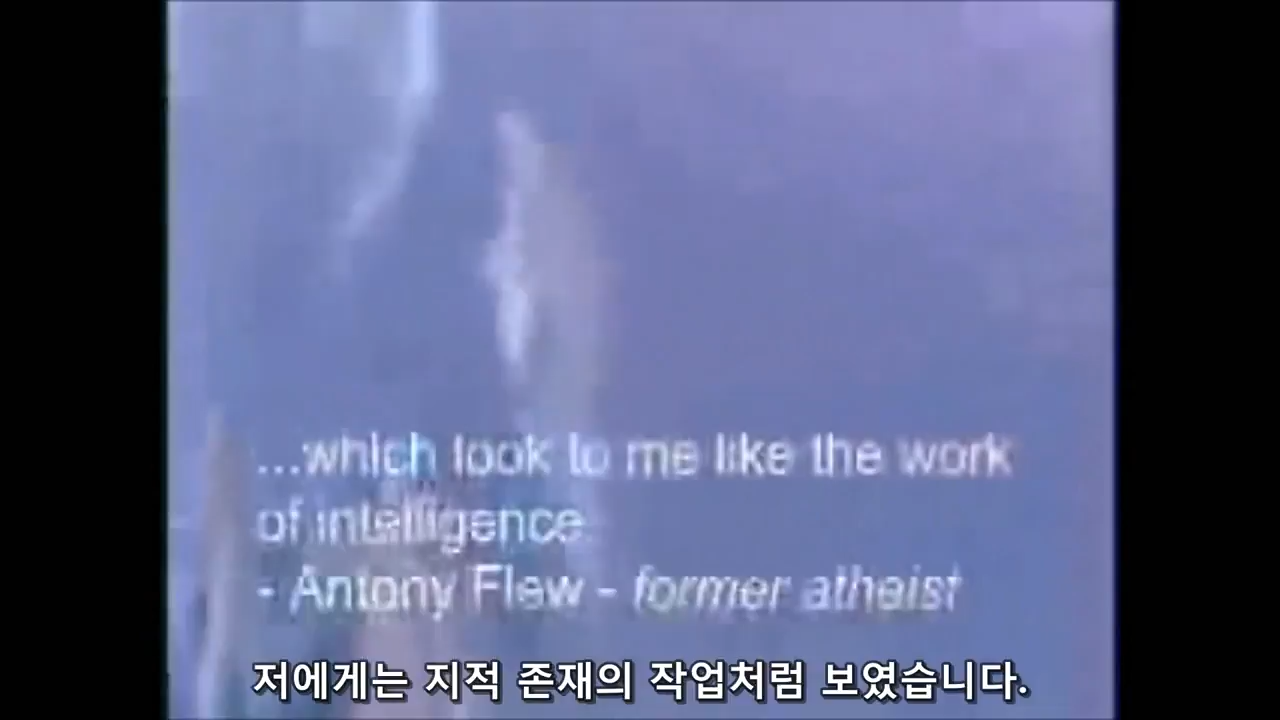 ...which look to me like the work
of intelligence.
- Antony Flew - former atheist
저에게는 지적 존재의 작업처럼 보였습니다.